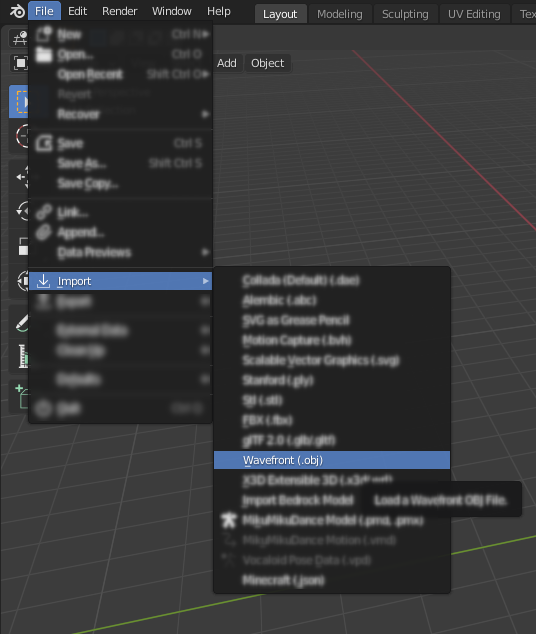 File Edit Render Window Help Layout Modeling Sculpting UV Editing Tex
Add Object
New Ctrl N
Open... Ctrl O
Open Recent Shift Ctrl O
Revert
Recover
Save Ctrl S
Save As... Shift Ctrl S
Save Copy...
Link...
Append...
Data Previews
Import
Export
External Data
Clean Up
Defaults
Quit Ctrl Q
Collada (Default) (.dae)
Alembic (.abc)
SVG as Grease Pencil
Motion Capture (.bvh)
Scalable Vector Graphics (.svg)
Stanford (.ply)
Stl (.stl)
FBX (.fbx)
glTF 2.0 (.glb/.gltf)
Wavefront (.obj)
X3D Extensible 3D (.x3d/.wrl)
Import Bedrock Model
Load a Wavefront OBJ File.
MikuMikuDance Model (.pmd, .pmx)
MikuMikuDance Motion (.vmd)
Vocaloid Pose Data (.vpd)
Minecraft (.json)